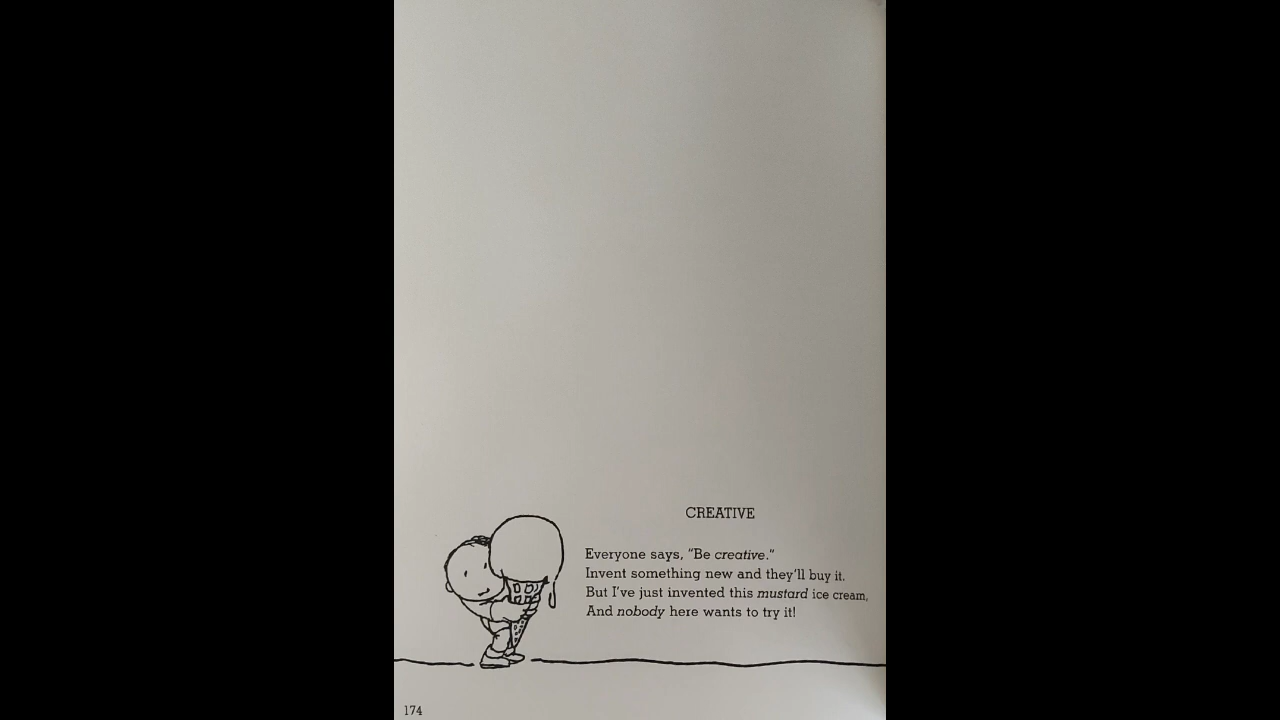 CREATIVE
Everyone says, “Be creative.”
Invent something new and they’ll buy it.
But I’ve just invented this mustard ice cream,
And nobody here wants to try it!
174